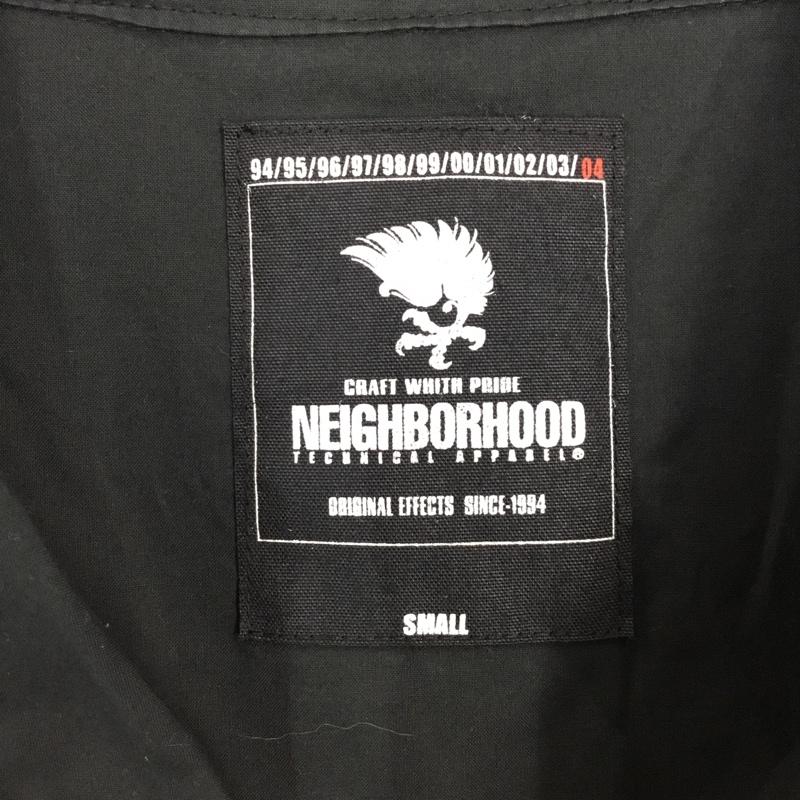 94/95/96/97/98/99/00/01/02/03/04
CRAFT WHITH PRIDE
NEIGHBORHOOD
TECHNICAL APPAREL®
ORIGINAL EFFECTS SINCE-1994
SMALL